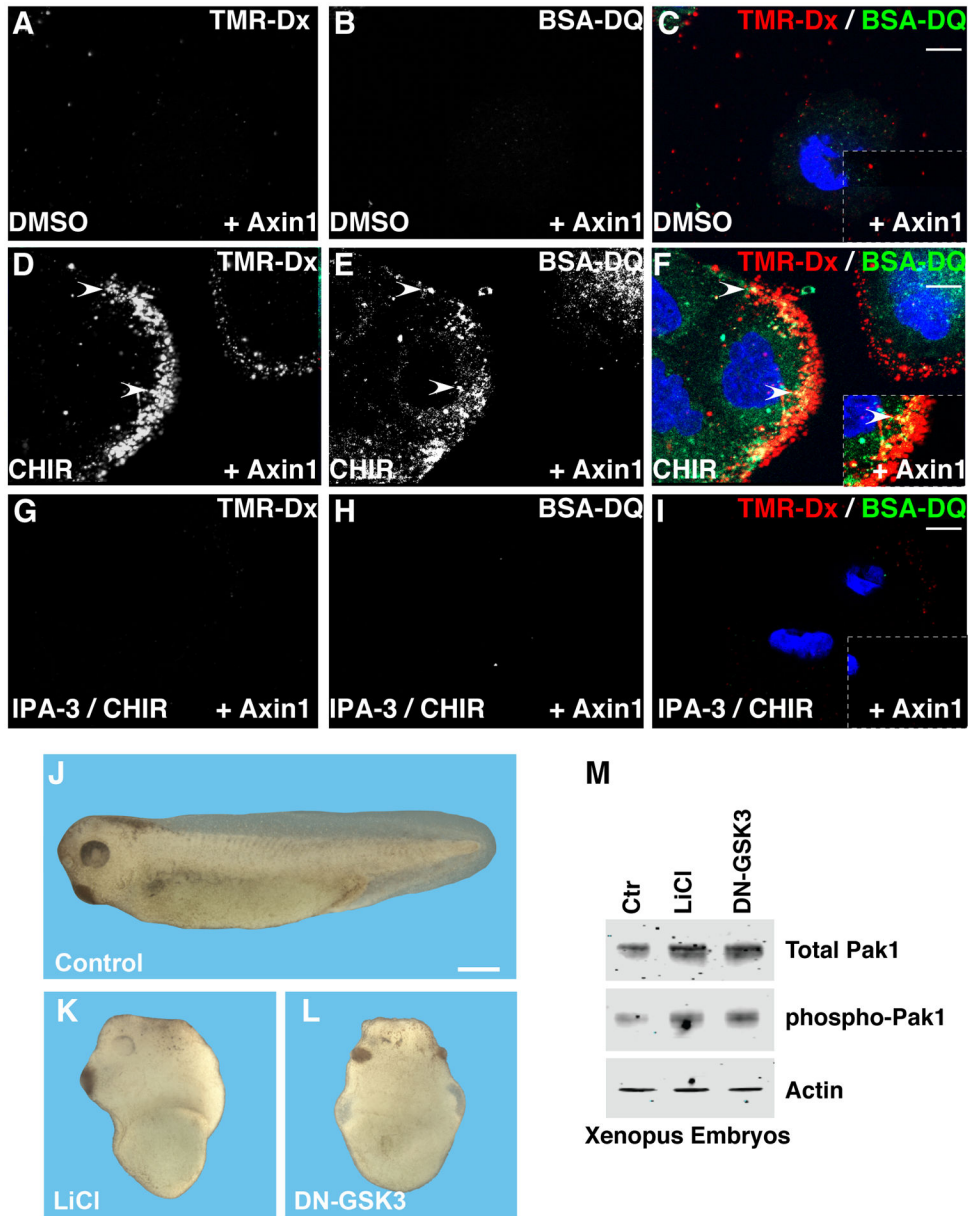 A TMR-Dx
DMSO + Axin1
B BSA-DQ
DMSO + Axin1
C TMR-Dx / BSA-DQ
DMSO + Axin1
D TMR-Dx
CHIR + Axin1
E BSA-DQ
CHIR + Axin1
F TMR-Dx / BSA-DQ
CHIR + Axin1
G TMR-Dx
IPA-3 / CHIR + Axin1
H BSA-DQ
IPA-3 / CHIR + Axin1
I TMR-Dx / BSA-DQ
IPA-3 / CHIR + Axin1
J
Control
K
LiCl
L
DN-GSK3
M
Ctr
LiCl
DN-GSK3
Total Pak1
phospho-Pak1
Actin
Xenopus Embryos